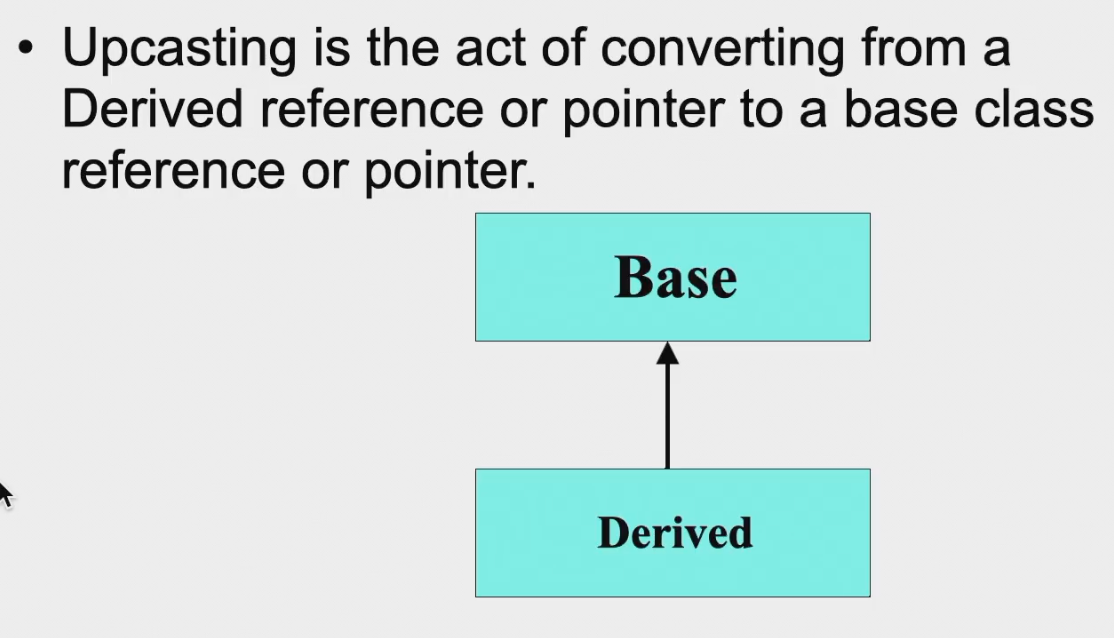 • Upcasting is the act of converting from a
Derived reference or pointer to a base class
reference or pointer.
Base
Derived